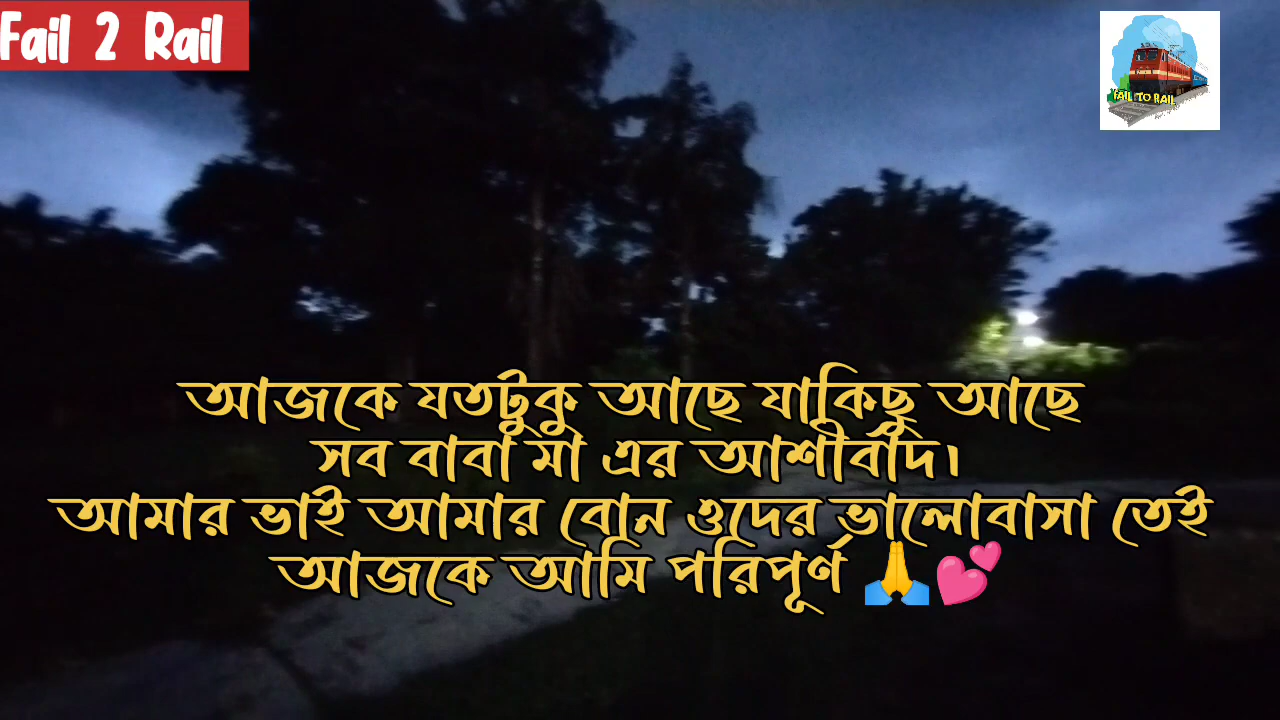 Fail 2 Rail
FAIL TO RAIL
আজকে যতটুকু আছে যাকিছু আছে
সব বাবা মা এর আশীর্বাদ।
আমার ভাই আমার বোন ওদের ভালোবাসা তেই
আজকে আমি পরিপূর্ণ 🙏💕